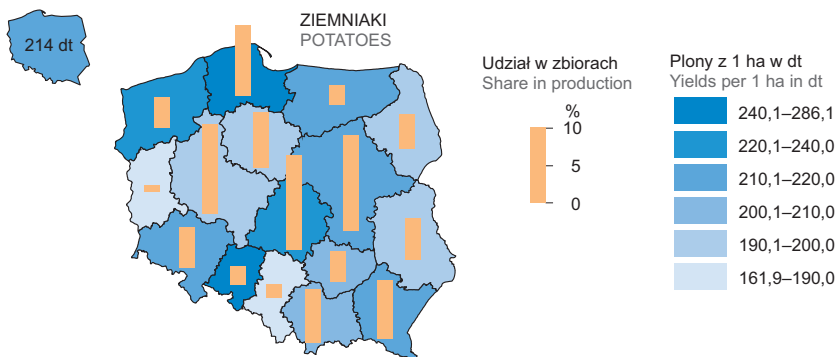 214 dt
ZIEMNIAKI
POTATOES
Udział w zbiorach
Share in production
%
10
5
0
Plony z 1 ha w dt
Yields per 1 ha in dt
240,1–286,1
220,1–240,0
210,1–220,0
200,1–210,0
190,1–200,0
161,9–190,0